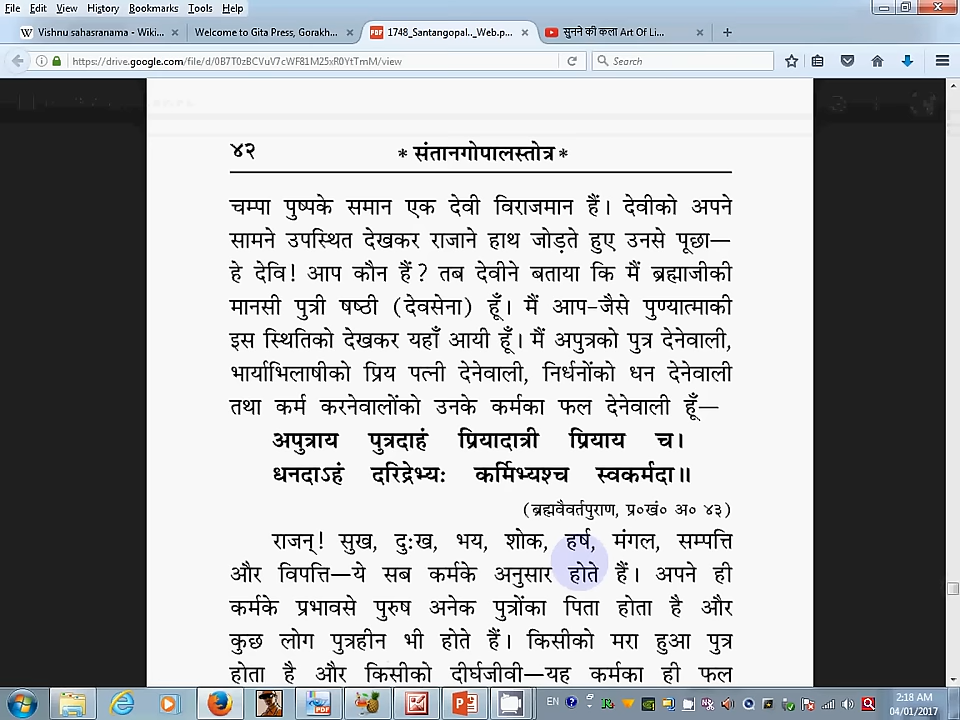 File Edit View History Bookmarks Tools Help
Vishnu sahasranama - Wiki... × Welcome to Gita Press, Gorakh... × 1748_Santangopal.._Web.p... × सुनने की कला Art Of Li... × +
https://drive.google.com/file/d/0B7T0zBCVuV7cWF81M25xR0YtTmM/view Search
४२ * संतानगोपालस्तोत्र *
चम्पा पुष्पके समान एक देवी विराजमान हैं। देवीको अपने
सामने उपस्थित देखकर राजाने हाथ जोड़ते हुए उनसे पूछा—
हे देवि! आप कौन हैं? तब देवीने बताया कि मैं ब्रह्माजीकी
मानसी पुत्री षष्ठी (देवसेना) हूँ। मैं आप-जैसे पुण्यात्माकी
इस स्थितिको देखकर यहाँ आयी हूँ। मैं अपुत्रको पुत्र देनेवाली,
भार्याभिलाषीको प्रिय पत्नी देनेवाली, निर्धनोंको धन देनेवाली
तथा कर्म करनेवालोंको उनके कर्मका फल देनेवाली हूँ—
अपुत्राय पुत्रदाहं प्रियादात्री प्रियाय च।
धनदाऽहं दरिद्रेभ्यः कर्मिभ्यश्च स्वकर्मदा॥
(ब्रह्मवैवर्तपुराण, प्र०खं० अ० ४३)
राजन्! सुख, दुःख, भय, शोक, हर्ष, मंगल, सम्पत्ति
और विपत्ति—ये सब कर्मके अनुसार होते हैं। अपने ही
कर्मके प्रभावसे पुरुष अनेक पुत्रोंका पिता होता है और
कुछ लोग पुत्रहीन भी होते हैं। किसीको मरा हुआ पुत्र
होता है और किसीको दीर्घजीवी—यह कर्मका ही फल
EN 2:18 AM
04/01/2017